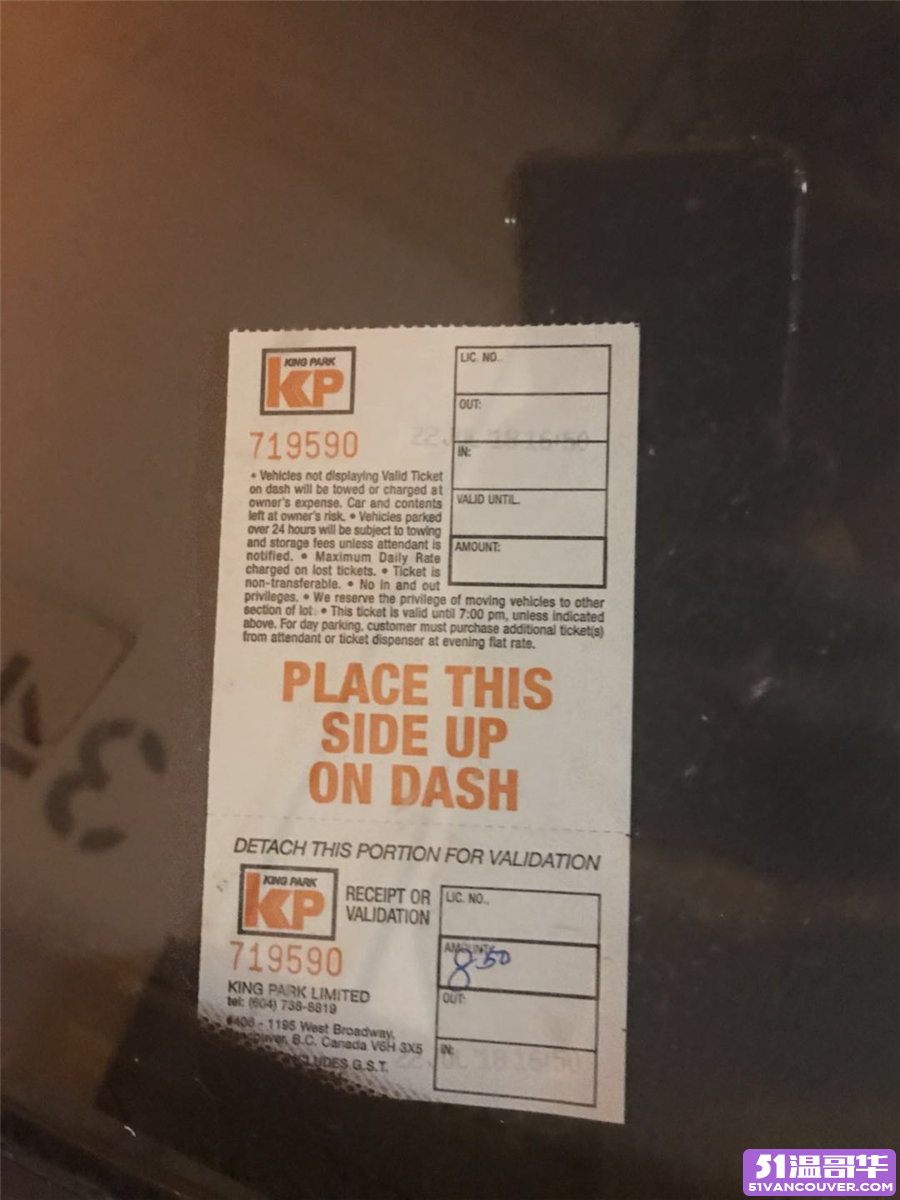 KING PARK
KP
719590
• Vehicles not displaying Valid Ticket
on dash will be towed or charged at
owner's expense. Car and contents
left at owner's risk. • Vehicles parked
over 24 hours will be subject to towing
and storage fees unless attendant is
notified. • Maximum Daily Rate
charged on lost tickets. • Ticket is
non-transferable. • No in and out
privileges. • We reserve the privilege of moving vehicles to other
section of lot. • This ticket is valid until 7:00 pm, unless indicated
above. For day parking, customer must purchase additional ticket(s)
from attendant or ticket dispenser at evening flat rate.
LIC. NO.
OUT:
22 JUL 18 16:50
IN:
VALID UNTIL.
AMOUNT:
PLACE THIS
SIDE UP
ON DASH
DETACH THIS PORTION FOR VALIDATION
KING PARK
KP
RECEIPT OR
VALIDATION
719590
KING PARK LIMITED
tel: (604) 738-8819
#406 - 1195 West Broadway,
B.C. Canada V6H 3X5
G.S.T.
LIC. NO.
AMOUNT:
8.50
OUT:
IN:
22 JUL 18 16:50
3
51温哥华
51VANCOUVER.COM